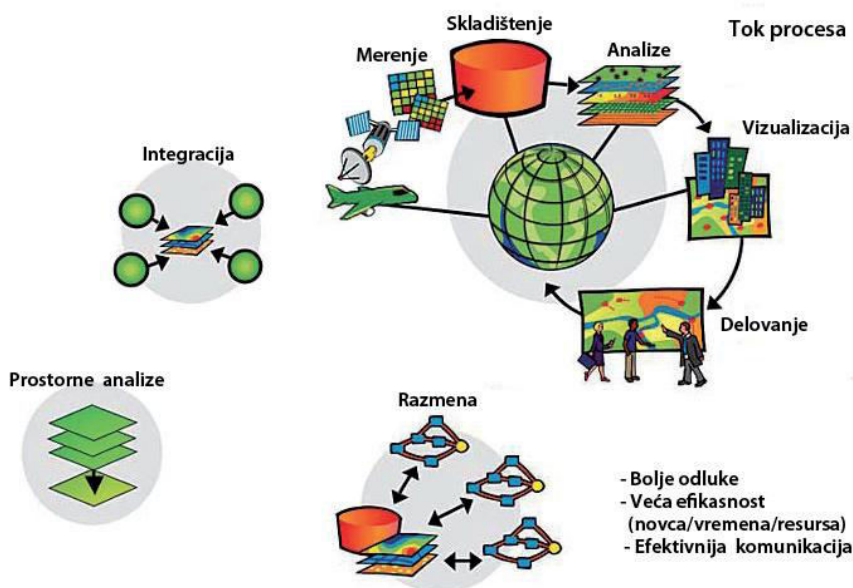 Tok procesa
Skladištenje
Merenje
Analize
Vizualizacija
Delovanje
Integracija
Prostorne analize
Razmena
- Bolje odluke
- Veća efikasnost
(novca/vremena/resursa)
- Efektivnija komunikacija